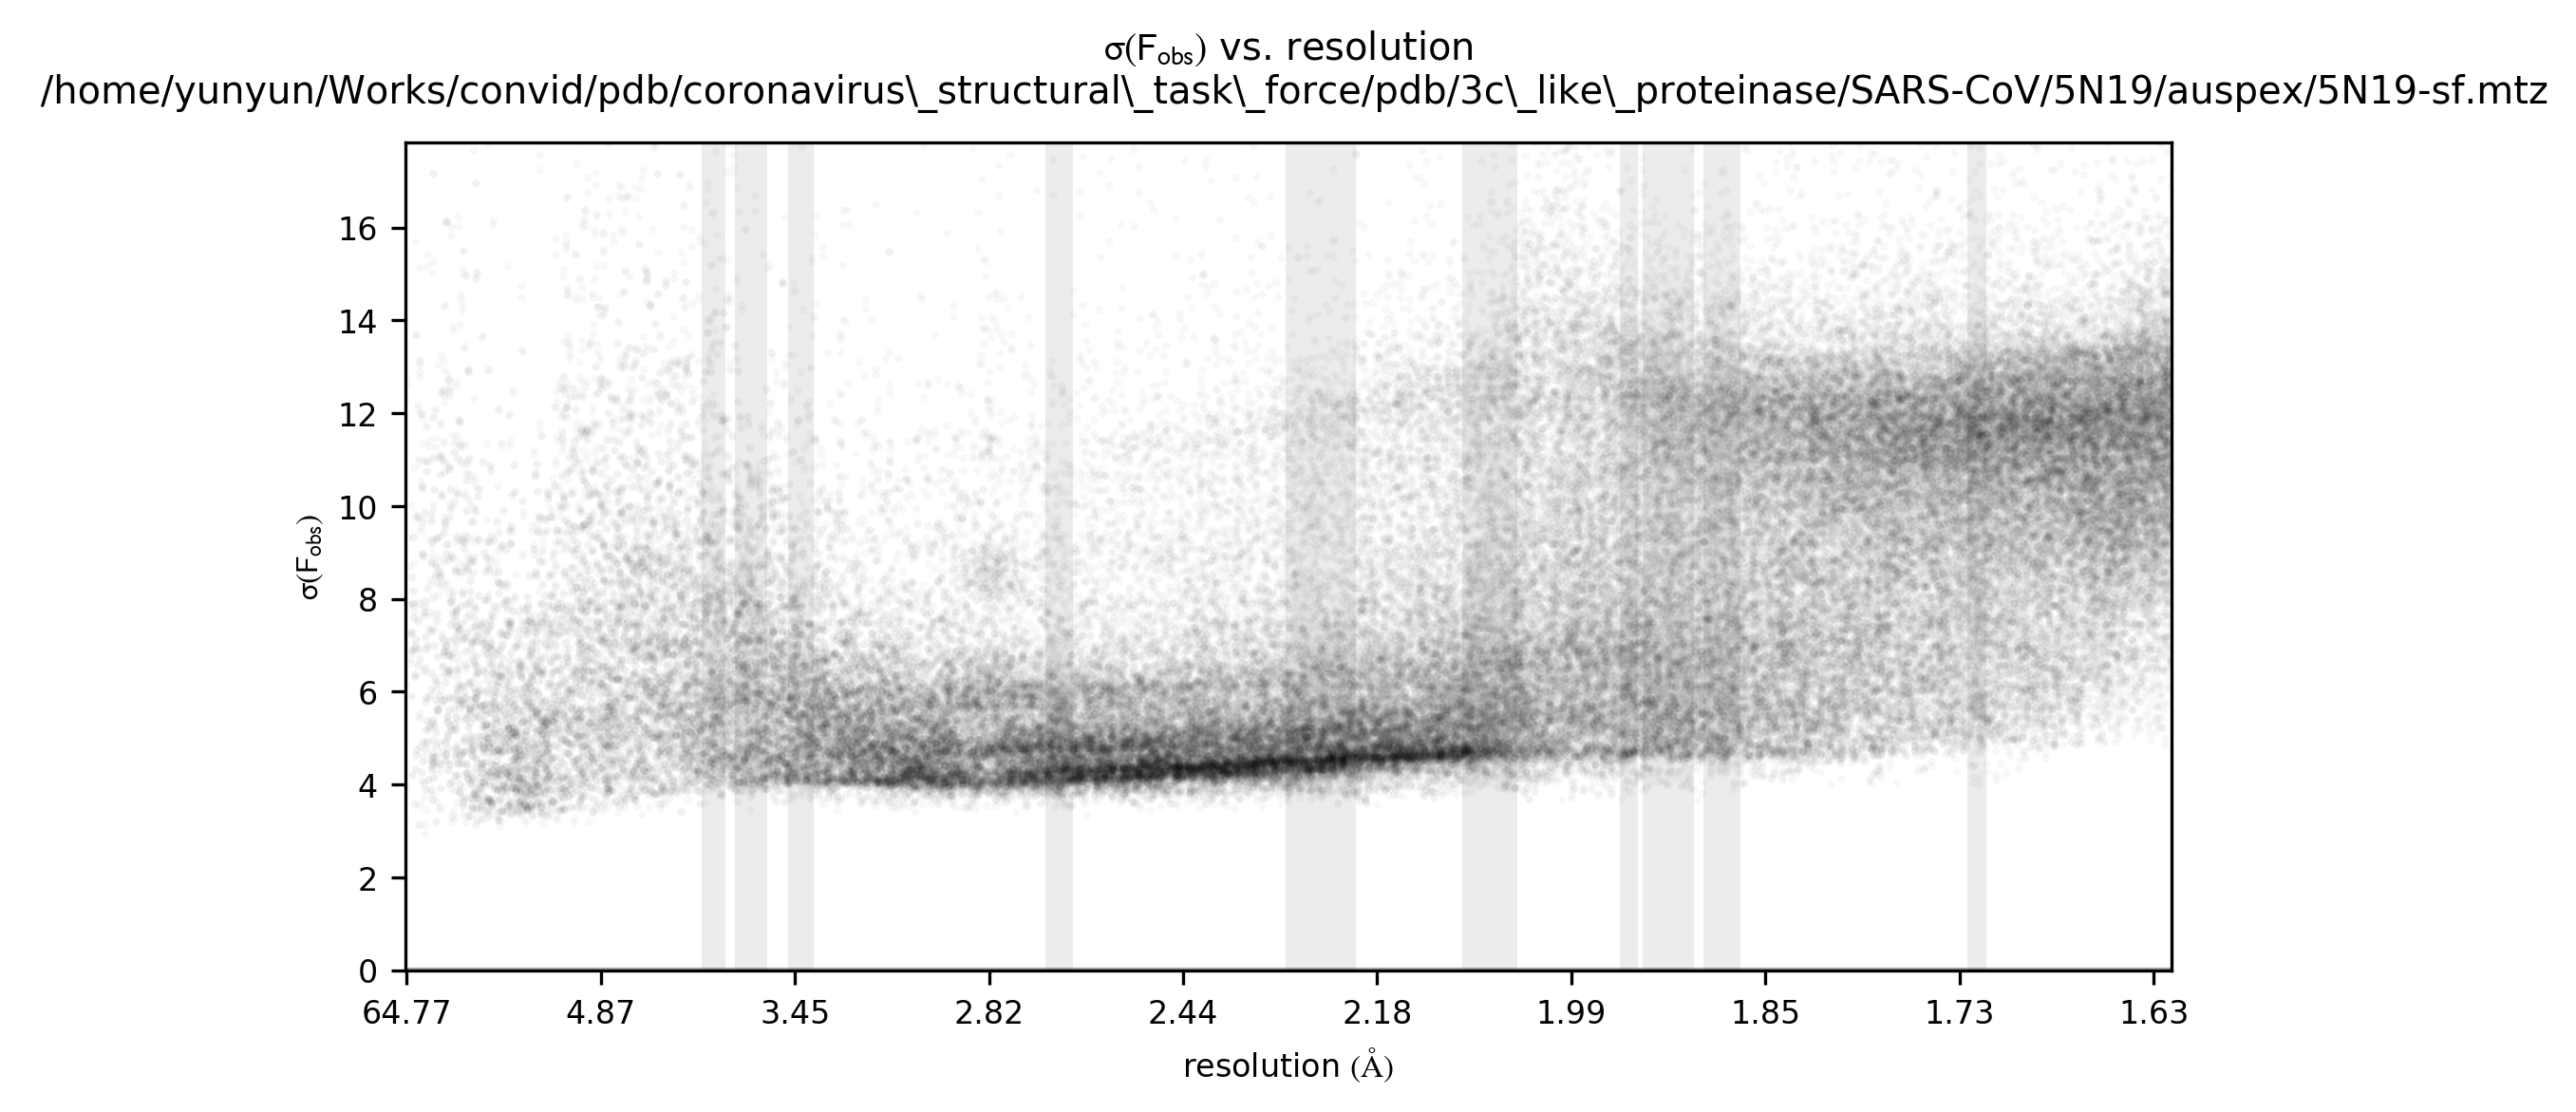 σ(Fobs) vs. resolution
/home/yunyun/Works/convid/pdb/coronavirus\_structural\_task\_force/pdb/3c\_like\_proteinase/SARS-CoV/5N19/auspex/5N19-sf.mtz
σ(Fobs)
16
14
12
10
8
6
4
2
0
64.77 4.87 3.45 2.82 2.44 2.18 1.99 1.85 1.73 1.63
resolution (Å)